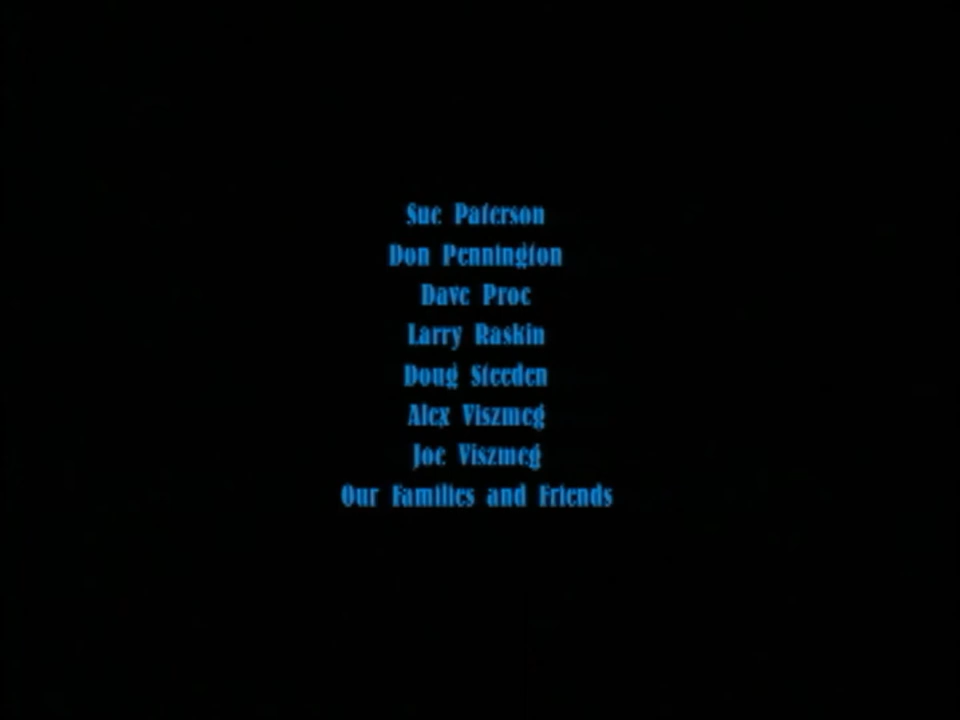 Sue Paterson
Don Pennington
Dave Proc
Larry Raskin
Doug Steeden
Alex Viszmeg
Joe Viszmeg
Our Families and Friends